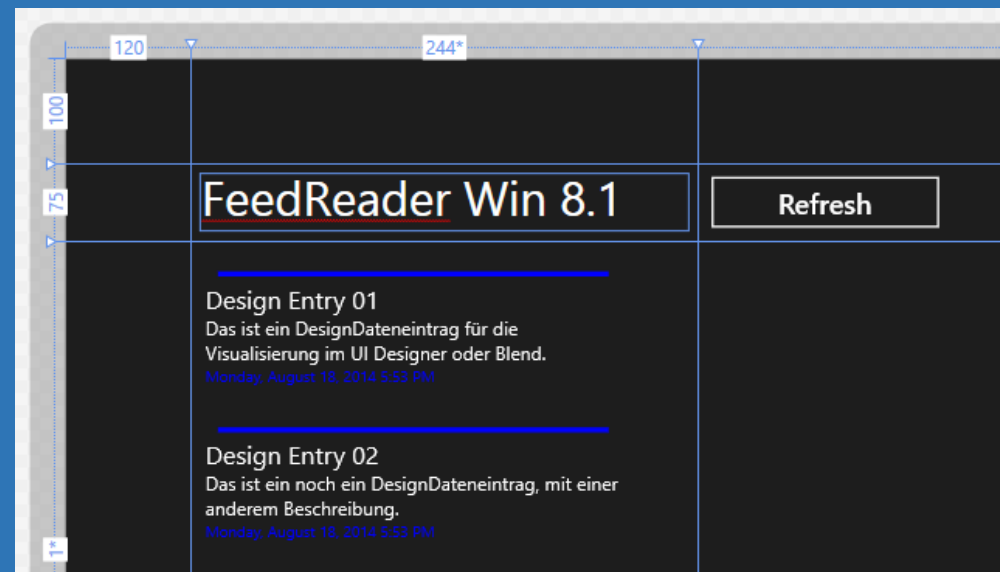 120 244*
100
75
FeedReader Win 8.1 Refresh
Design Entry 01
Das ist ein DesignDateneintrag für die
Visualisierung im UI Designer oder Blend.
Monday, August 18, 2014 5:53 PM
Design Entry 02
Das ist ein noch ein DesignDateneintrag, mit einer
anderem Beschreibung.
Monday, August 18, 2014 5:53 PM
1*